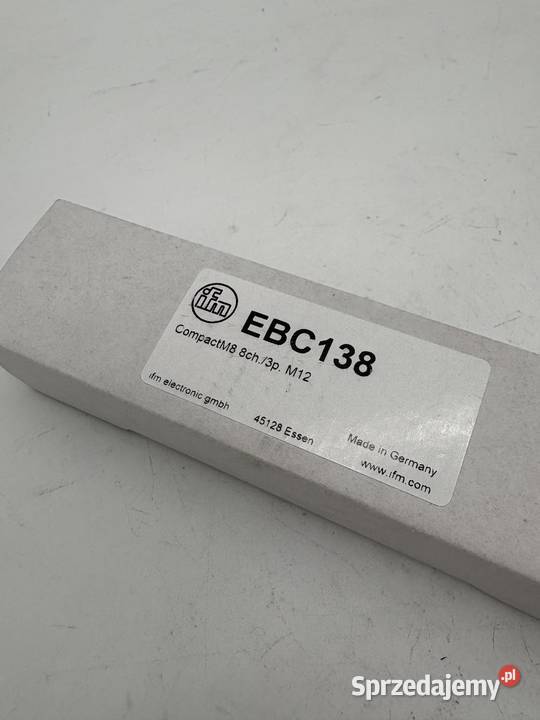 ifm
EBC138
CompactM8 8ch./3p. M12
ifm electronic gmbh
45128 Essen
Made in Germany
www.ifm.com
Sprzedajemy.pl